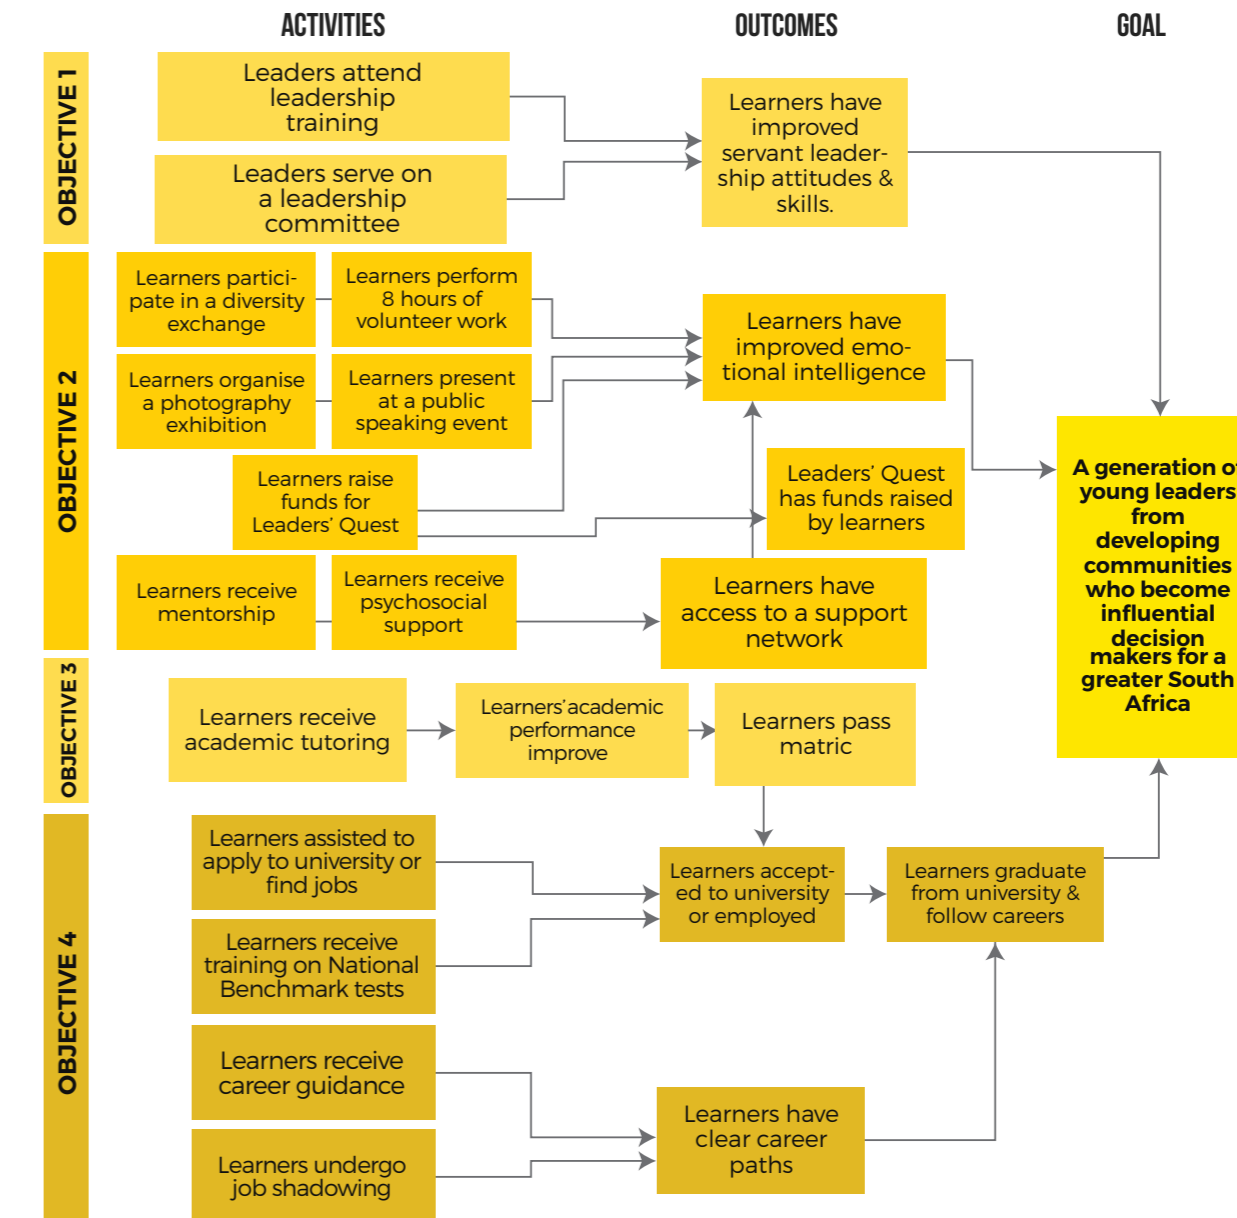 ACTIVITIES
OUTCOMES
GOAL
OBJECTIVE 1
Leaders attend
leadership
training
Leaders serve on
a leadership
committee
Learners have
improved
servant leader-
ship attitudes &
skills.
OBJECTIVE 2
Learners partici-
pate in a diversity
exchange
Learners perform
8 hours of
volunteer work
Learners organise
a photography
exhibition
Learners present
at a public
speaking event
Learners raise
funds for
Leaders’ Quest
Learners receive
mentorship
Learners receive
psychosocial
support
Learners have
improved emo-
tional intelligence
Leaders’ Quest
has funds raised
by learners
Learners have
access to a support
network
A generation of
young leaders
from
developing
communities
who become
influential
decision
makers for a
greater South
Africa
OBJECTIVE 3
Learners receive
academic tutoring
Learners’ academic
performance
improve
Learners pass
matric
OBJECTIVE 4
Learners assisted to
apply to university or
find jobs
Learners receive
training on National
Benchmark tests
Learners receive
career guidance
Learners undergo
job shadowing
Learners accept-
ed to university
or employed
Learners graduate
from university &
follow careers
Learners have
clear career
paths